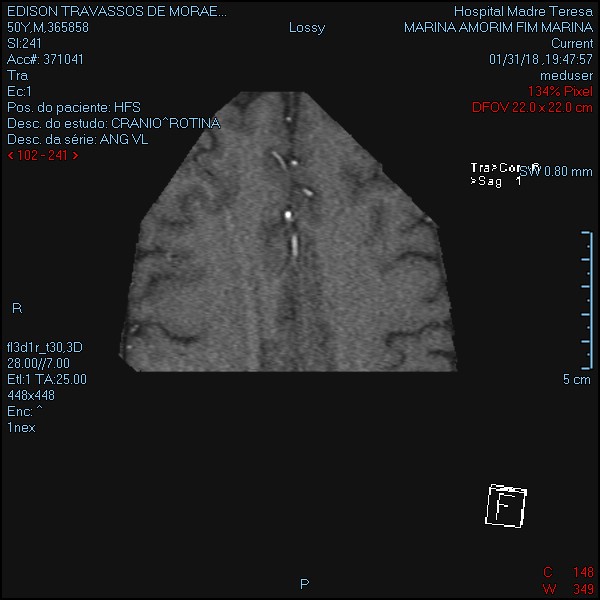 EDISON TRAVASSOS DE MORAE...
50Y,M,365858
Sl:241
Acc#: 371041
Tra
Ec:1
Pos. do paciente: HFS
Desc. do estudo: CRANIO^ROTINA
Desc. da série: ANG VL
< 102 - 241 >
Lossy
Hospital Madre Teresa
MARINA AMORIM FIM MARINA
Current
01/31/18 ,19:47:57
meduser
134% Pixel
DFOV 22.0 x 22.0 cm
Tra>Cor
SW 0.80 mm
>Sag 1
R
fl3d1r_t30,3D
28.00//7.00
Etl:1 TA:25.00
448x448
Enc: ^
1nex
5 cm
F
P
C 148
W 349